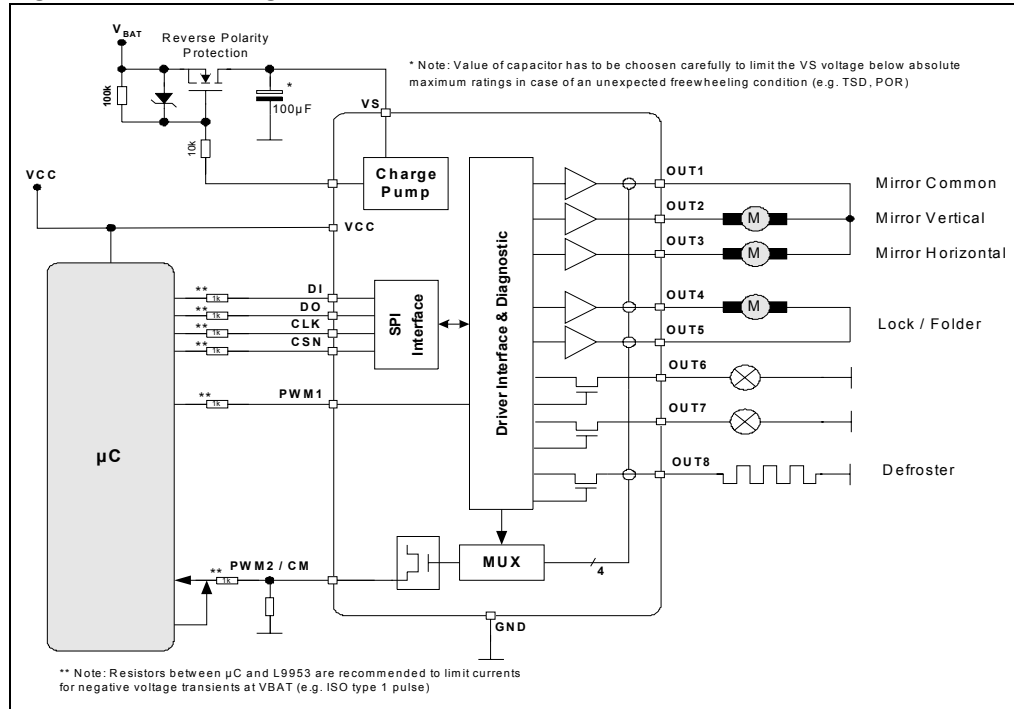 VBAT
Reverse Polarity
Protection
* Note: Value of capacitor has to be choosen carefully to limit the VS voltage below absolute
maximum ratings in case of an unexpected freewheeling condition (e.g. TSD, POR)
100k
*
100µF
VS
10k
Charge
Pump
VCC
VCC
OUT1
Mirror Common
OUT2
M
Mirror Vertical
OUT3
M
Mirror Horizontal
** 1k DI
** 1k DO
** 1k CLK
** 1k CSN
SPI
Interface
Driver Interface & Diagnostic
OUT4
M
OUT5
Lock / Folder
OUT6
** 1k PWM1
OUT7
µC
OUT8
Defroster
MUX
4
** 1k PWM2 / CM
GND
** Note: Resistors between µC and L9953 are recommended to limit currents
for negative voltage transients at VBAT (e.g. ISO type 1 pulse)